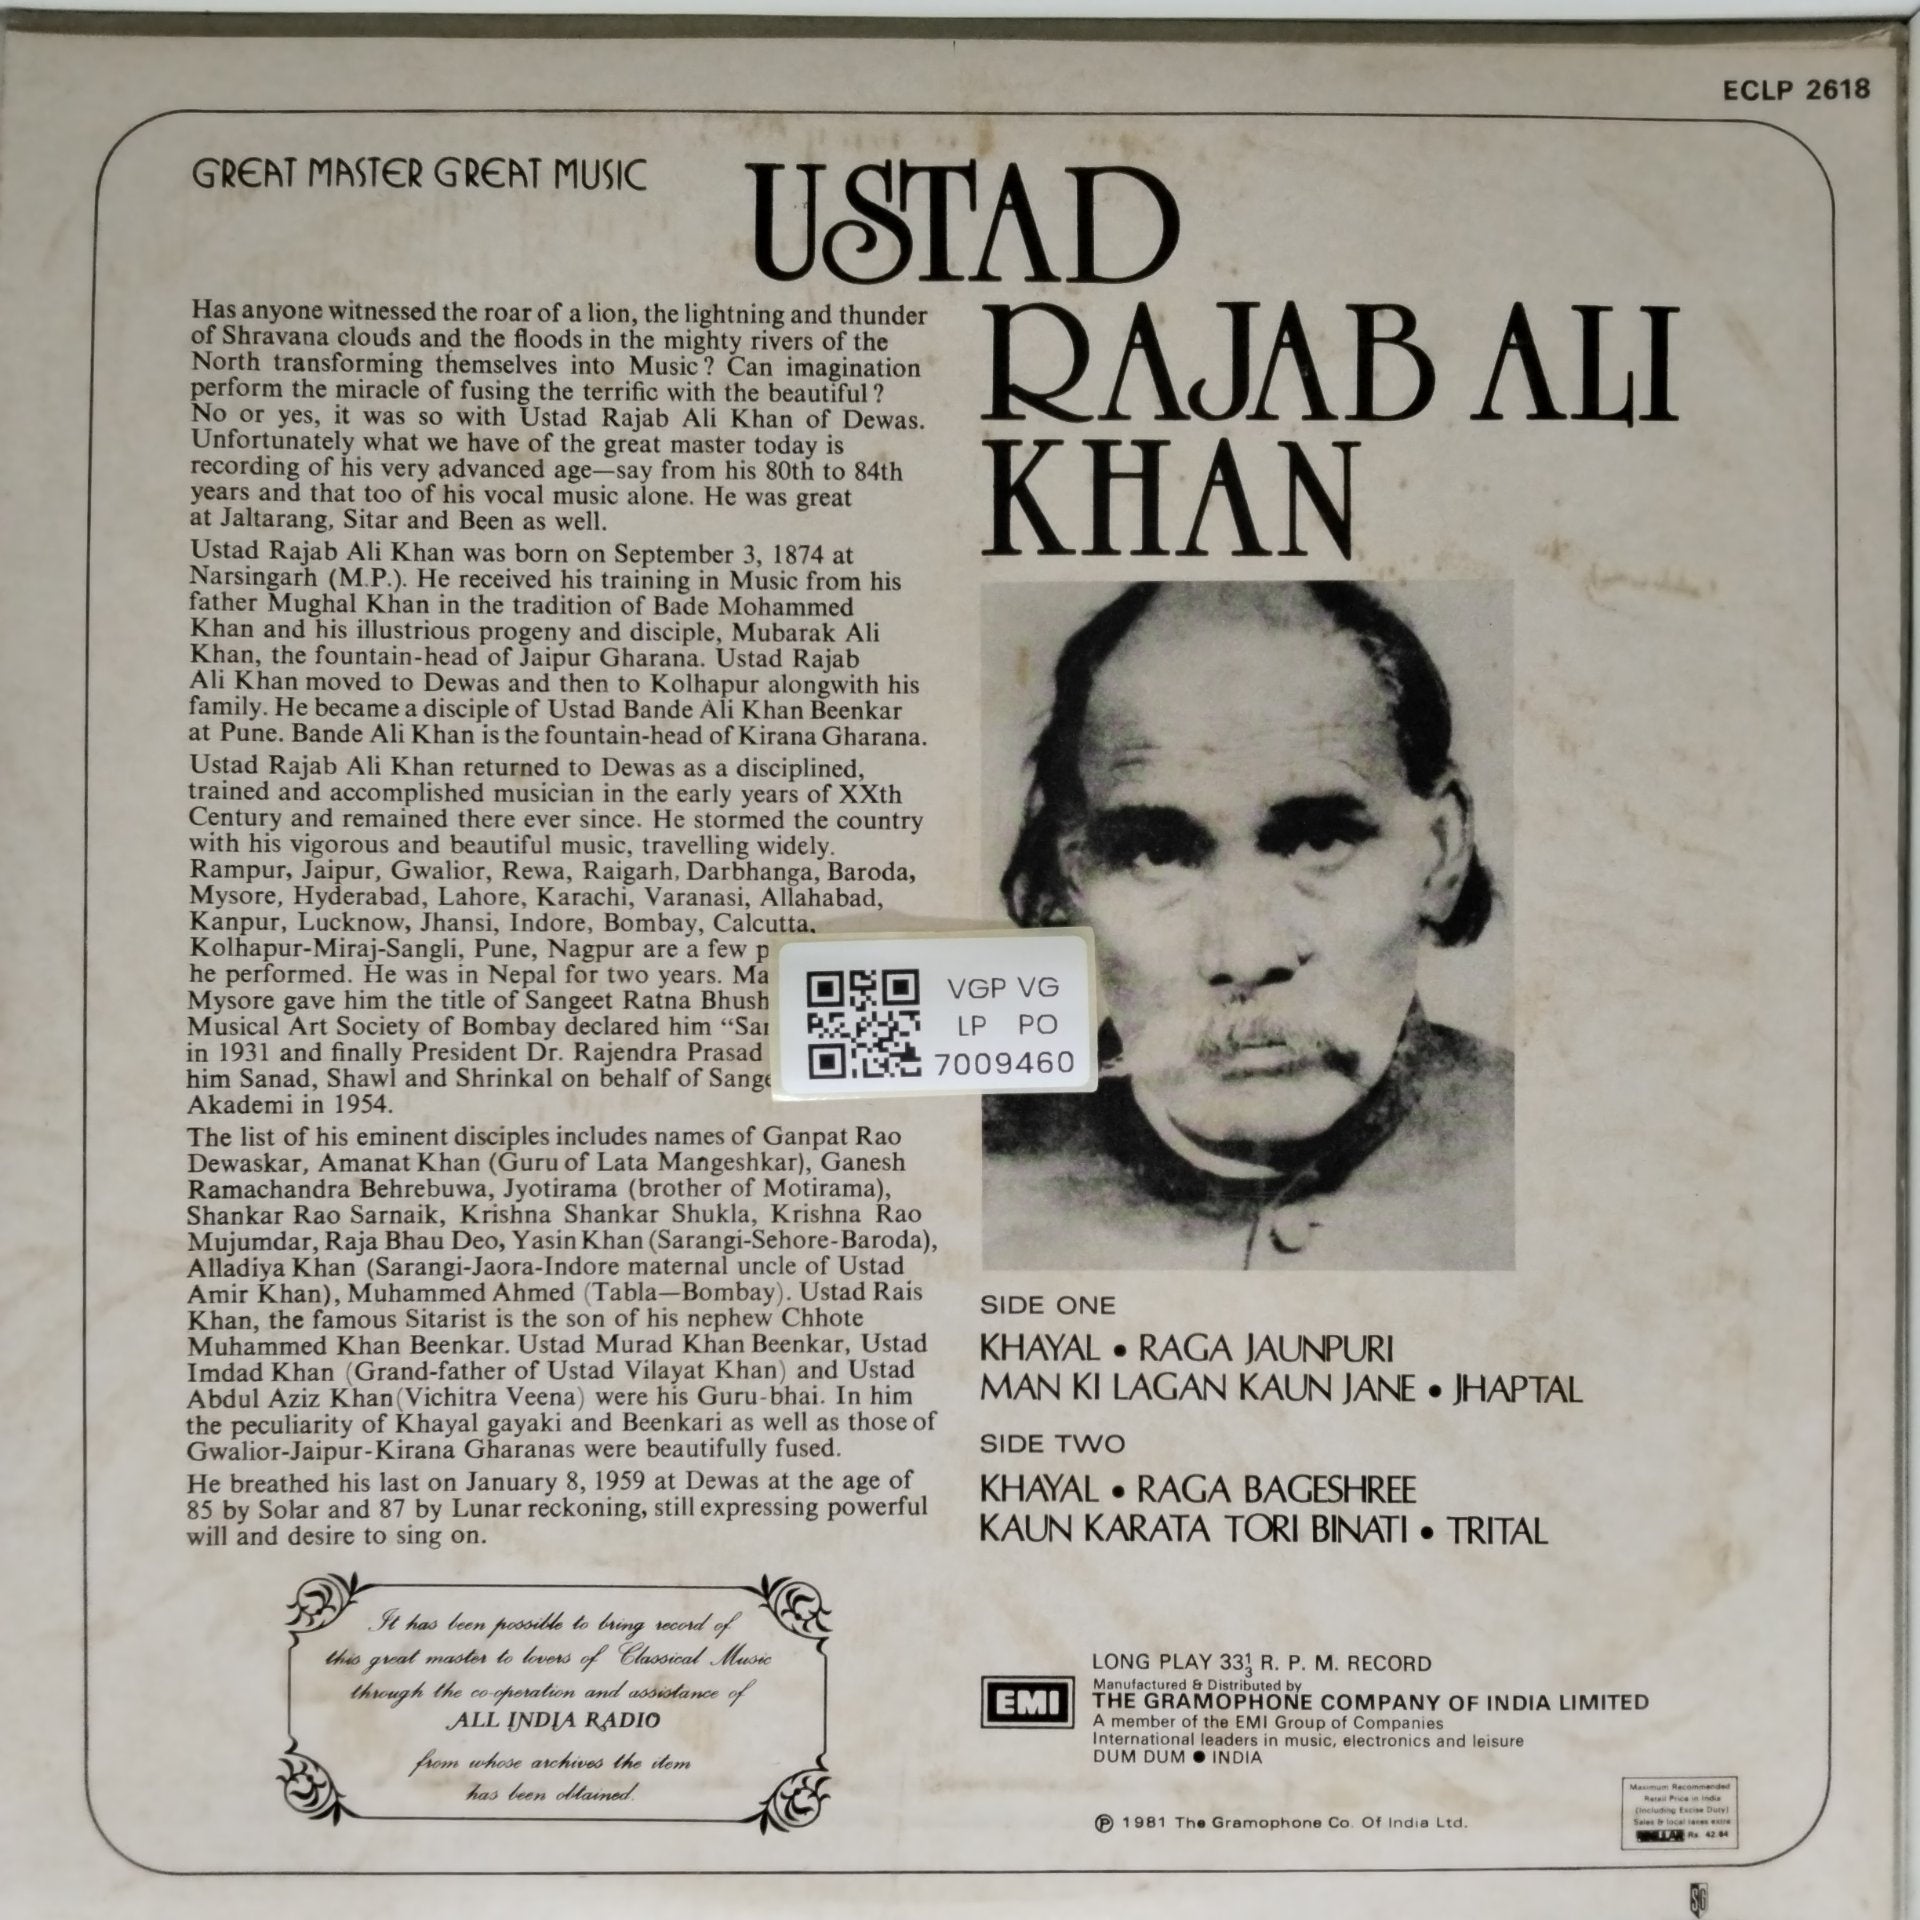 ECLP 2618
GREAT MASTER GREAT MUSIC
USTAD
RAJAB ALI
KHAN
Has anyone witnessed the roar of a lion, the lightning and thunder
of Shravana clouds and the floods in the mighty rivers of the
North transforming themselves into Music? Can imagination
perform the miracle of fusing the terrific with the beautiful?
No or yes, it was so with Ustad Rajab Ali Khan of Dewas.
Unfortunately what we have of the great master today is
recording of his very advanced age—say from his 80th to 84th
years and that too of his vocal music alone. He was great
at Jaltarang, Sitar and Been as well.
Ustad Rajab Ali Khan was born on September 3, 1874 at
Narsingarh (M.P.). He received his training in Music from his
father Mughal Khan in the tradition of Bade Mohammed
Khan and his illustrious progeny and disciple, Mubarak Ali
Khan, the fountain-head of Jaipur Gharana. Ustad Rajab
Ali Khan moved to Dewas and then to Kolhapur alongwith his
family. He became a disciple of Ustad Bande Ali Khan Beenkar
at Pune. Bande Ali Khan is the fountain-head of Kirana Gharana.
Ustad Rajab Ali Khan returned to Dewas as a disciplined,
trained and accomplished musician in the early years of XXth
Century and remained there ever since. He stormed the country
with his vigorous and beautiful music, travelling widely.
Rampur, Jaipur, Gwalior, Rewa, Raigarh, Darbhanga, Baroda,
Mysore, Hyderabad, Lahore, Karachi, Varanasi, Allahabad,
Kanpur, Lucknow, Jhansi, Indore, Bombay, Calcutta,
Kolhapur-Miraj-Sangli, Pune, Nagpur are a few
he performed. He was in Nepal for two years.
Mysore gave him the title of Sangeet Ratna
Musical Art Society of Bombay declared him
in 1931 and finally President Dr. Rajendra Prasad
him Sanad, Shawl and Shrinkal on behalf of
Akademi in 1954.
The list of his eminent disciples includes names of Ganpat Rao
Dewaskar, Amanat Khan (Guru of Lata Mangeshkar), Ganesh
Ramachandra Behrebuwa, Jyotirama (brother of Motirama),
Shankar Rao Sarnaik, Krishna Shankar Shukla, Krishna Rao
Mujumdar, Raja Bhau Deo, Yasin Khan (Sarangi-Sehore-Baroda),
Alladiya Khan (Sarangi-Jaora-Indore maternal uncle of Ustad
Amir Khan), Muhammed Ahmed (Tabla—Bombay). Ustad Rais
Khan, the famous Sitarist is the son of his nephew Chhote
Muhammed Khan Beenkar. Ustad Murad Khan Beenkar, Ustad
Imdad Khan (Grand-father of Ustad Vilayat Khan) and Ustad
Abdul Aziz Khan (Vichitra Veena) were his Guru-bhai. In him
the peculiarity of Khayal gayaki and Beenkari as well as those of
Gwalior-Jaipur-Kirana Gharanas were beautifully fused.
He breathed his last on January 8, 1959 at Dewas at the age of
85 by Solar and 87 by Lunar reckoning, still expressing powerful
will and desire to sing on.
VGP VG
LP PO
7009460
SIDE ONE
KHAYAL • RAGA JAUNPURI
MAN KI LAGAN KAUN JANE • JHAPTAL
SIDE TWO
KHAYAL • RAGA BAGESHREE
KAUN KARATA TORI BINATI • TRITAL
It has been possible to bring record of
this great master to lovers of Classical Music
through the co-operation and assistance of
ALL INDIA RADIO
from whose archives the item
has been obtained.
EMI
LONG PLAY 33⅓ R. P. M. RECORD
Manufactured & Distributed by
THE GRAMOPHONE COMPANY OF INDIA LIMITED
A member of the EMI Group of Companies
International leaders in music, electronics and leisure
DUM DUM ● INDIA
℗ 1981 The Gramophone Co. Of India Ltd.
Maximum Recommended
Retail Price in India
(Including Excise Duty)
Sales & local taxes extra
Rs. 42.84
SG